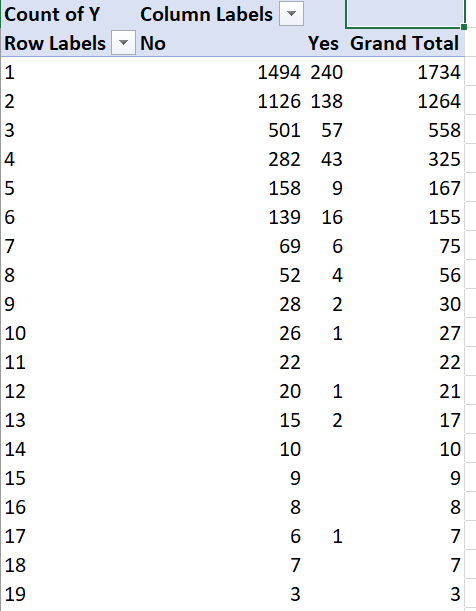 Count of Y Column Labels
Row Labels No Yes Grand Total
1 1494 240 1734
2 1126 138 1264
3 501 57 558
4 282 43 325
5 158 9 167
6 139 16 155
7 69 6 75
8 52 4 56
9 28 2 30
10 26 1 27
11 22 22
12 20 1 21
13 15 2 17
14 10 10
15 9 9
16 8 8
17 6 1 7
18 7 7
19 3 3